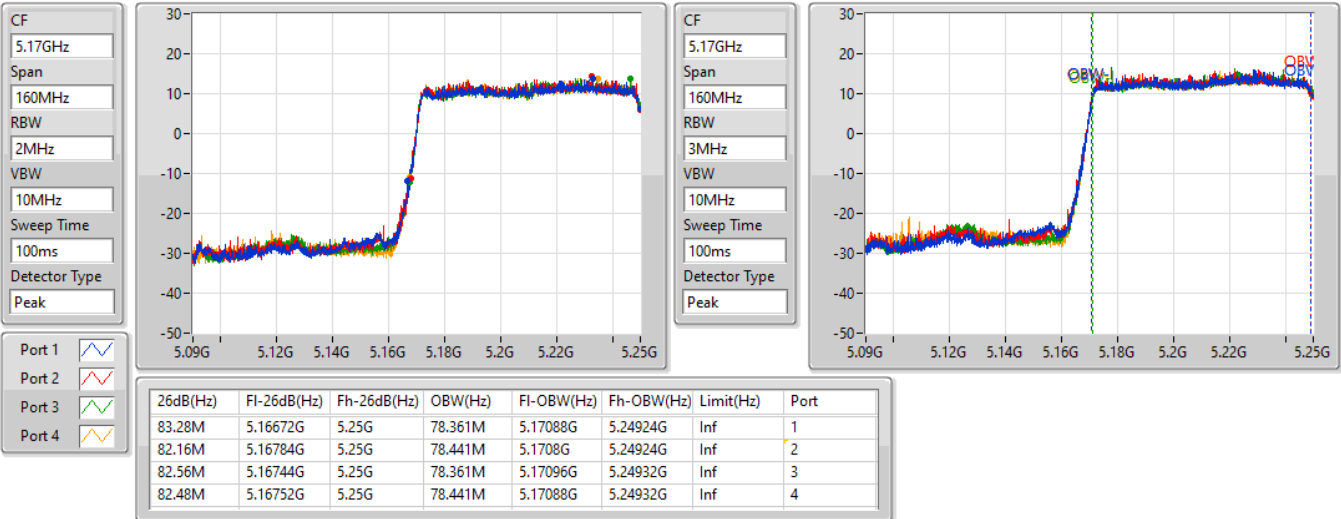 CF
5.17GHz
Span
160MHz
RBW
2MHz
VBW
10MHz
Sweep Time
100ms
Detector Type
Peak
30
20
10
0
-10
-20
-30
-40
-50
5.09G 5.12G 5.14G 5.16G 5.18G 5.2G 5.22G 5.25G
CF
5.17GHz
Span
160MHz
RBW
3MHz
VBW
10MHz
Sweep Time
100ms
Detector Type
Peak
30
20
10
0
-10
-20
-30
-40
-50
OBW-l
OBW
OBW
5.09G 5.12G 5.14G 5.16G 5.18G 5.2G 5.22G 5.25G
Port 1
Port 2
Port 3
Port 4
26dB(Hz) Fl-26dB(Hz) Fh-26dB(Hz) OBW(Hz) Fl-OBW(Hz) Fh-OBW(Hz) Limit(Hz) Port
83.28M 5.16672G 5.25G 78.361M 5.17088G 5.24924G Inf 1
82.16M 5.16784G 5.25G 78.441M 5.1708G 5.24924G Inf 2
82.56M 5.16744G 5.25G 78.361M 5.17096G 5.24932G Inf 3
82.48M 5.16752G 5.25G 78.441M 5.17088G 5.24932G Inf 4